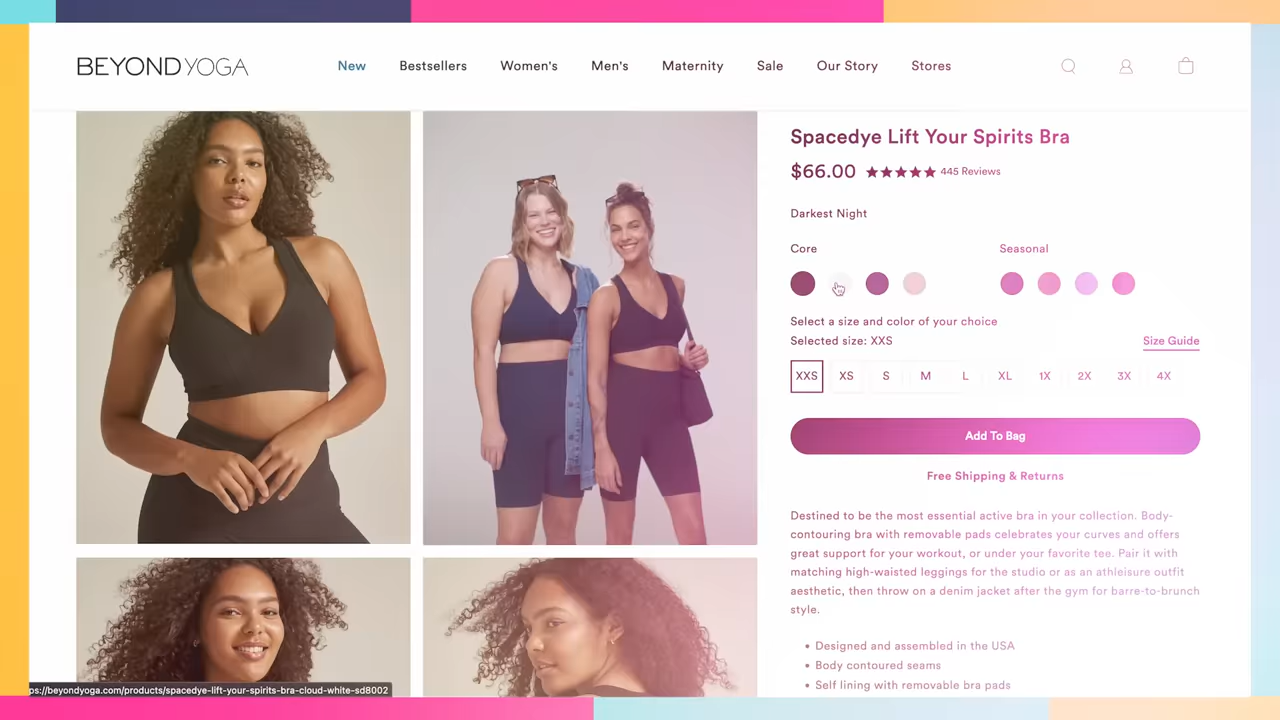 BEYOND YOGA
New Bestsellers Women's Men's Maternity Sale Our Story Stores
Spacedye Lift Your Spirits Bra
$66.00 445 Reviews
Darkest Night
Core Seasonal
Select a size and color of your choice
Selected size: XXS Size Guide
XXS XS S M L XL 1X 2X 3X 4X
Add To Bag
Free Shipping & Returns
Destined to be the most essential active bra in your collection. Body-
contouring bra with removable pads celebrates your curves and offers
great support for your workout, or under your favorite tee. Pair it with
matching high-waisted leggings for the studio or as an athleisure outfit
aesthetic, then throw on a denim jacket after the gym for barre-to-brunch
style.
• Designed and assembled in the USA
• Body contoured seams
• Self lining with removable bra pads
ps://beyondyoga.com/products/spacedye-lift-your-spirits-bra-cloud-white-sd8002